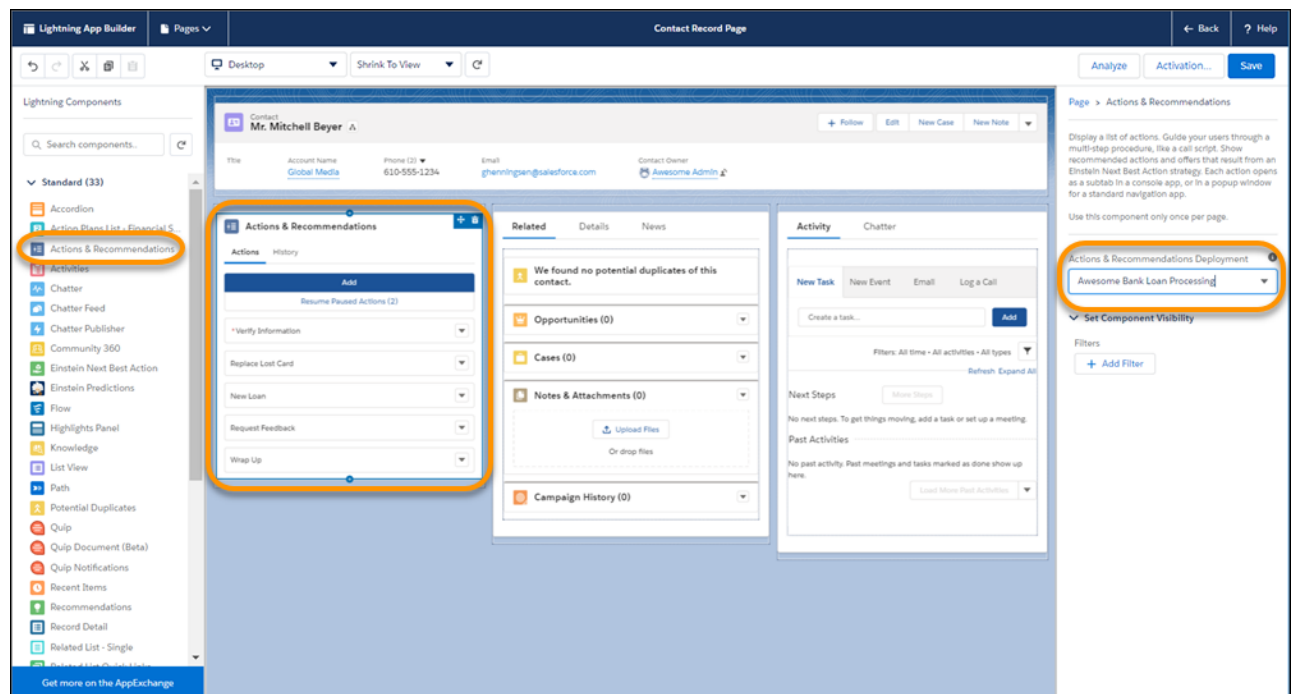 Lightning App Builder
Pages
Contact Record Page
Back
? Help
Desktop
Shrink To View
Analyze
Activation...
Save
Lightning Components
Search components...
Standard (33)
Accordion
Action Plans List - Financial S...
Actions & Recommendations
Activities
Chatter
Chatter Feed
Chatter Publisher
Community 360
Einstein Next Best Action
Einstein Predictions
Flow
Highlights Panel
Knowledge
List View
Path
Potential Duplicates
Quip
Quip Document (Beta)
Quip Notifications
Recent Items
Recommendations
Record Detail
Related List - Single
Related List Quick Links
Get more on the AppExchange
Contact
Mr. Mitchell Beyer
+ Follow
Edit
New Case
New Note
Title
Account Name
Phone (2)
Email
Contact Owner
Global Media
610-555-1234
ghenningsen@salesforce.com
Awesome Admin
Actions & Recommendations
Actions
History
Add
Resume Paused Actions (2)
*Verify Information
Replace Lost Card
New Loan
Request Feedback
Wrap Up
Related
Details
News
We found no potential duplicates of this
contact.
Opportunities (0)
Cases (0)
Notes & Attachments (0)
Upload Files
Or drop files
Campaign History (0)
Activity
Chatter
New Task
New Event
Email
Log a Call
Create a task...
Add
Filters: All time • All activities • All types
Refresh Expand All
Next Steps
More Steps
No next steps. To get things moving, add a task or set up a meeting.
Past Activities
No past activity. Past meetings and tasks marked as done show up
here.
Load More Past Activities
Page > Actions & Recommendations
Display a list of actions. Guide your users through a
multi-step procedure, like a call script. Show
recommended actions and offers that result from an
Einstein Next Best Action strategy. Each action opens
as a subtab in a console app, or in a popup window
for a standard navigation app.
Use this component only once per page.
Actions & Recommendations Deployment
Awesome Bank Loan Processing
Set Component Visibility
Filters
+ Add Filter